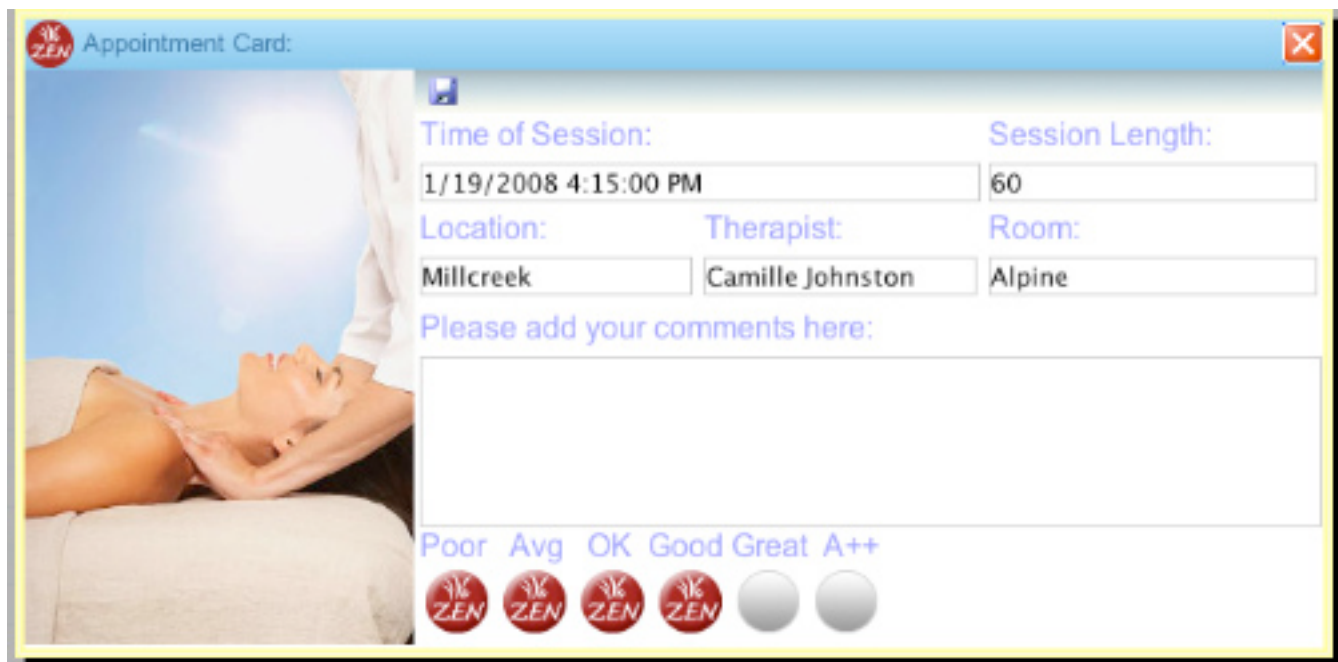 ZEN Appointment Card:
Time of Session: Session Length:
1/19/2008 4:15:00 PM 60
Location: Therapist: Room:
Millcreek Camille Johnston Alpine
Please add your comments here:
Poor Avg OK Good Great A++
ZEN ZEN ZEN ZEN